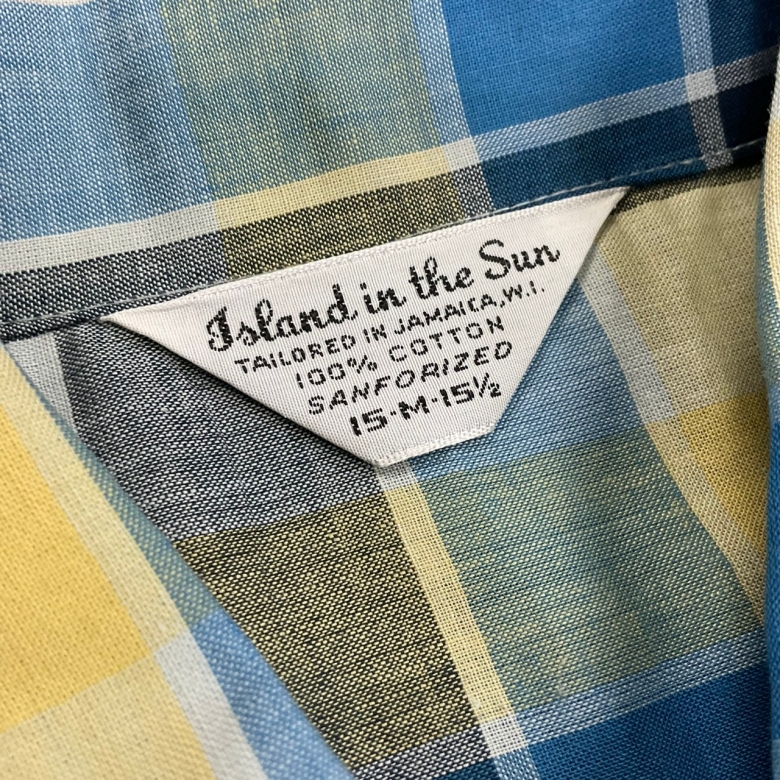 Island in the Sun
TAILORED IN JAMAICA, W.I.
100% COTTON
SANFORIZED
15·M·15½